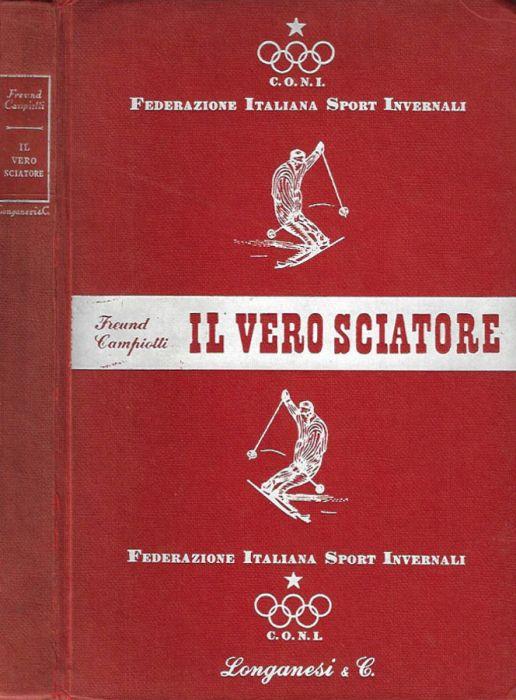 Freund
Campiotti
IL
VERO
SCIATORE
Longanesi & C.
C.O.N.I.
FEDERAZIONE ITALIANA SPORT INVERNALI
Freund
Campiotti
IL VERO SCIATORE
FEDERAZIONE ITALIANA SPORT INVERNALI
C.O.N.I.
Longanesi & C.